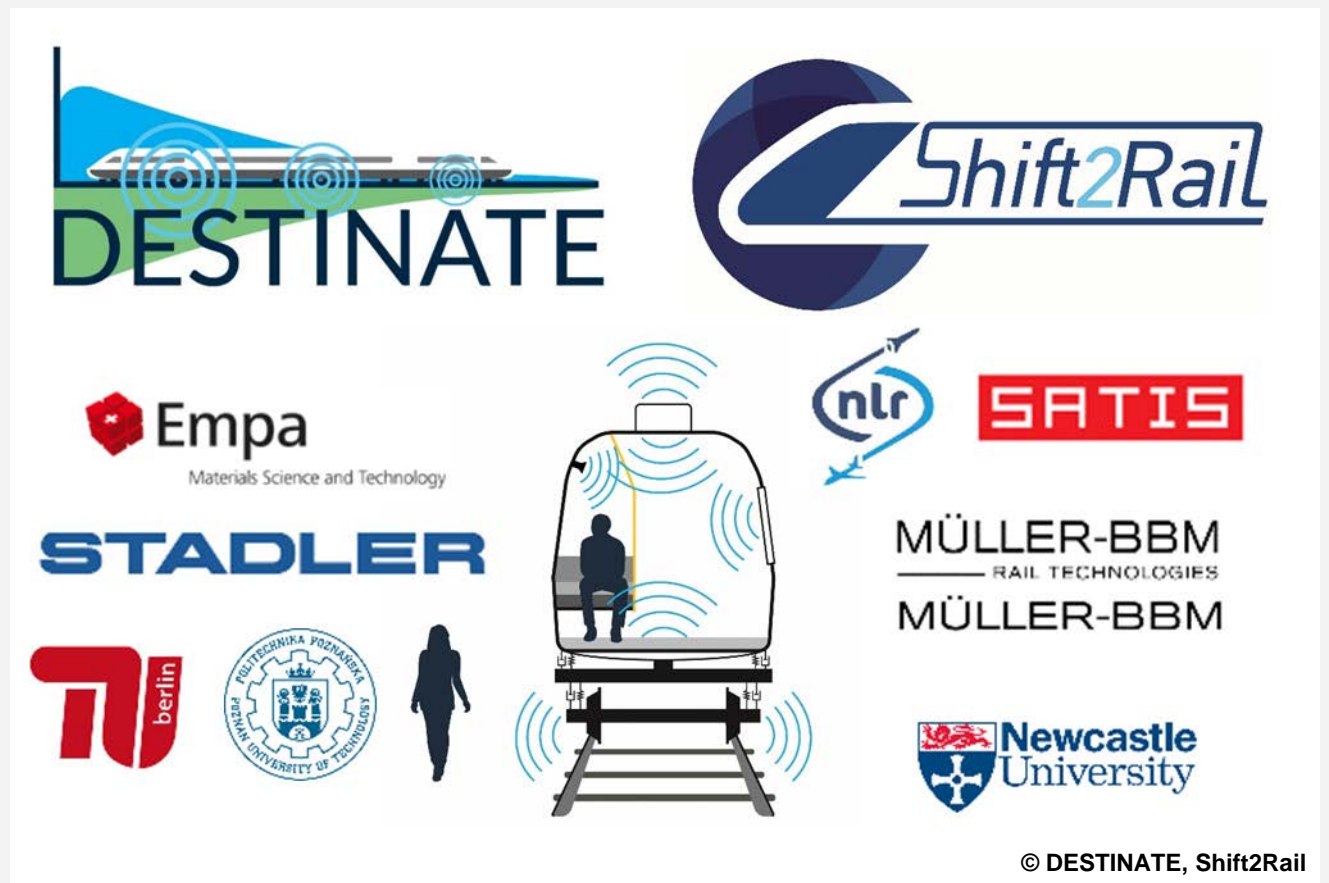 DESTINATE
Shift2Rail
Empa
Materials Science and Technology
nlr
SATIS
STADLER
MÜLLER-BBM
RAIL TECHNOLOGIES
MÜLLER-BBM
TU berlin
POLITECHNIKA POZNAŃSKA
POZNAN UNIVERSITY OF TECHNOLOGY
Newcastle
University
© DESTINATE, Shift2Rail